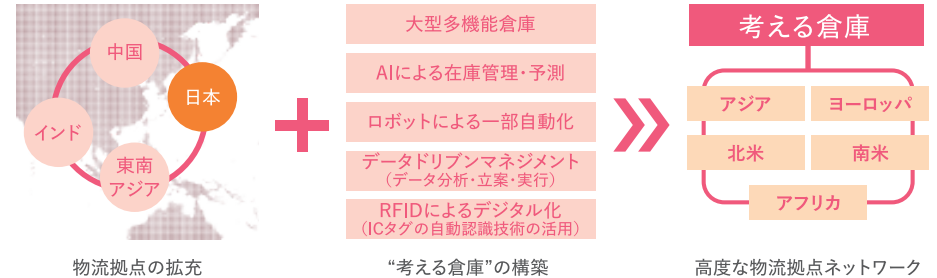 中国
日本
インド
東南
アジア
物流拠点の拡充
大型多機能倉庫
AIによる在庫管理・予測
ロボットによる一部自動化
データドリブンマネジメント
（データ分析・立案・実行）
RFIDによるデジタル化
（ICタグの自動認識技術の活用）
“考える倉庫”の構築
考える倉庫
アジア
ヨーロッパ
北米
南米
アフリカ
高度な物流拠点ネットワーク